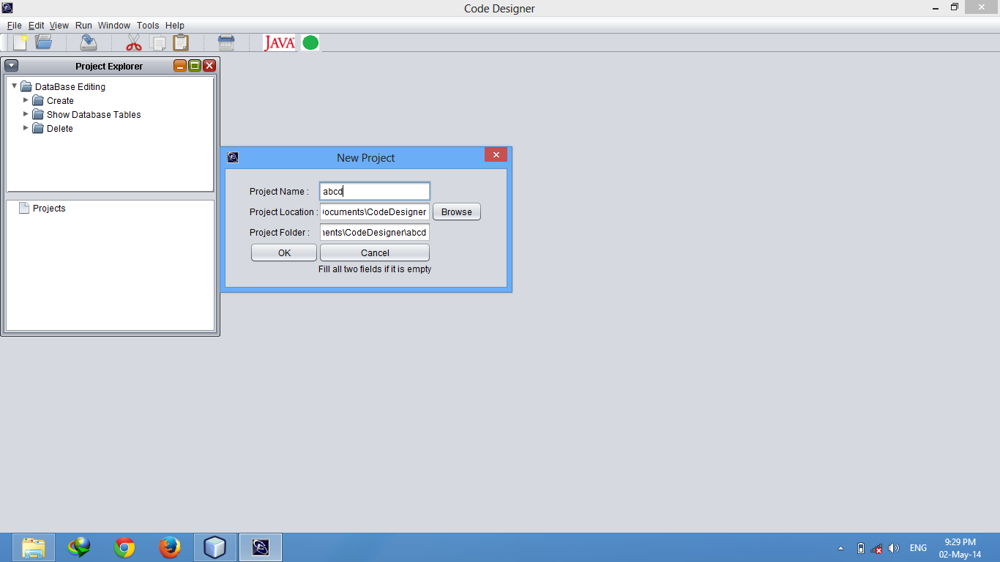 Code Designer
File Edit View Run Window Tools Help
JAVA
Project Explorer
DataBase Editing
Create
Show Database Tables
Delete
Projects
New Project
Project Name : abcd
Project Location : ocuments\CodeDesigner Browse
Project Folder : ents\CodeDesigner\abcd
OK Cancel
Fill all two fields if it is empty
ENG
9:29 PM
02-May-14